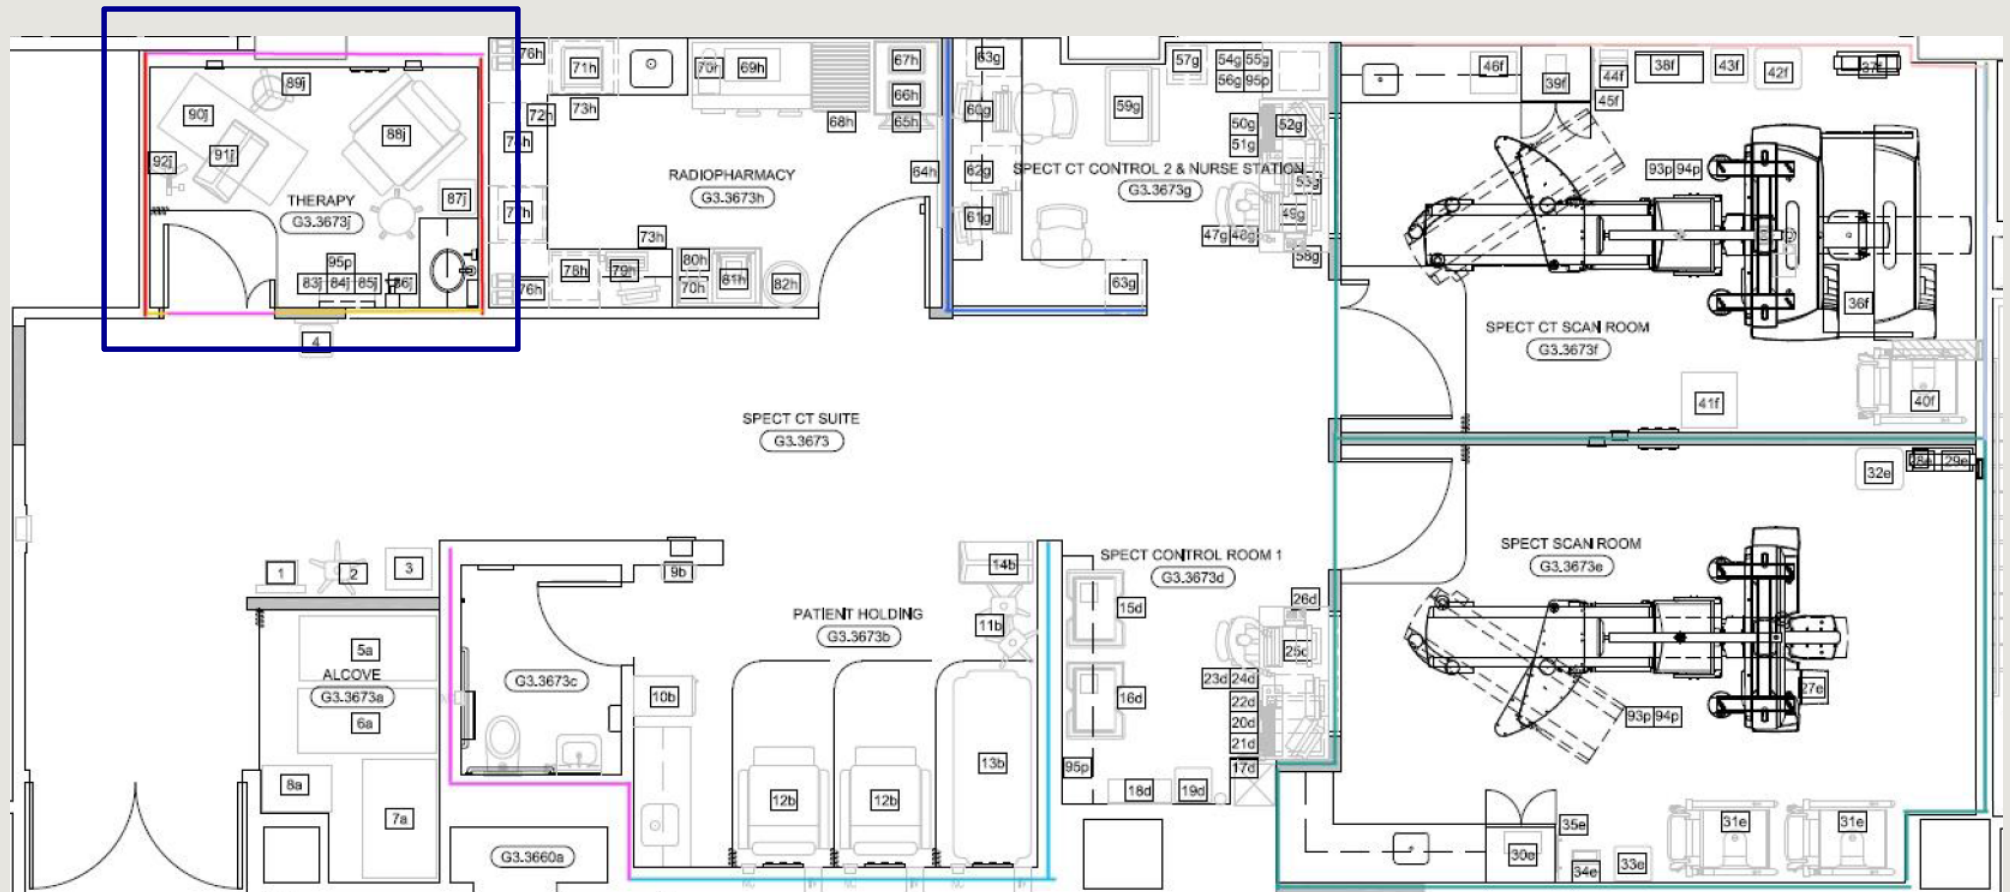 89j
90j
88j
91j
92j
87j
THERAPY
G3.3673j
95p
83j 84j 85j 86j
4
76h
71h
70h 69h
67h
66h
65h
68h
72h
73h
RADIOPHARMACY
G3.3673h
64h
77h
73h
78h 79h
80h
70h
81h
82h
76h
63g
60g
62g
61g
59g
57g
54g 55g
56g 95p
50g
51g
52g
SPECT CT CONTROL 2 & NURSE STATION
G3.3673g
53g
49g
47g 48g
58g
63g
46f
39f
44f
45f
38f
43f
42f
37f
93p 94p
36f
SPECT CT SCAN ROOM
G3.3673f
41f
40f
SPECT CT SUITE
G3.3673
1
2
3
5a
ALCOVE
G3.3673a
6a
8a
7a
9b
G3.3673c
10b
PATIENT HOLDING
G3.3673b
14b
11b
12b
12b
13b
G3.3660a
SPECT CONTROL ROOM 1
G3.3673d
15d
16d
26d
25d
23d 24d
22d
20d
21d
17d
95p
18d
19d
32e
28e 29e
SPECT SCAN ROOM
G3.3673e
27e
93p 94p
35e
30e
34e
33e
31e
31e